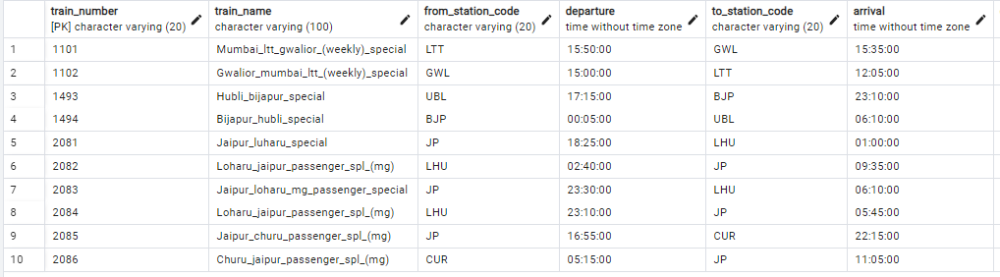 train_number train_name from_station_code departure to_station_code arrival
[PK] character varying (20) character varying (100) character varying (20) time without time zone character varying (20) time without time zone
1 1101 Mumbai_ltt_gwalior_(weekly)_special LTT 15:50:00 GWL 15:35:00
2 1102 Gwalior_mumbai_ltt_(weekly)_special GWL 15:00:00 LTT 12:05:00
3 1493 Hubli_bijapur_special UBL 17:15:00 BJP 23:10:00
4 1494 Bijapur_hubli_special BJP 00:05:00 UBL 06:10:00
5 2081 Jaipur_luharu_special JP 18:25:00 LHU 01:00:00
6 2082 Loharu_jaipur_passenger_spl_(mg) LHU 02:40:00 JP 09:35:00
7 2083 Jaipur_loharu_mg_passenger_special JP 23:30:00 LHU 06:10:00
8 2084 Loharu_jaipur_passenger_spl_(mg) LHU 23:10:00 JP 05:45:00
9 2085 Jaipur_churu_passenger_spl_(mg) JP 16:55:00 CUR 22:15:00
10 2086 Churu_jaipur_passenger_spl_(mg) CUR 05:15:00 JP 11:05:00